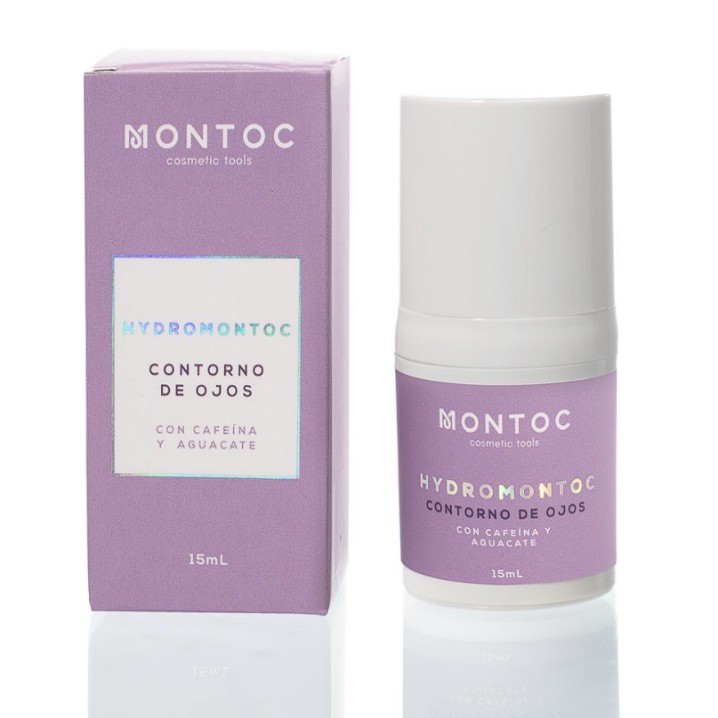 MONTOC
cosmetic tools
HYDROMONTOC
CONTORNO
DE OJOS
CON CAFEÍNA
Y AGUACATE
15mL
MONTOC
cosmetic tools
HYDROMONTOC
CONTORNO DE OJOS
CON CAFEÍNA Y
AGUACATE
15mL